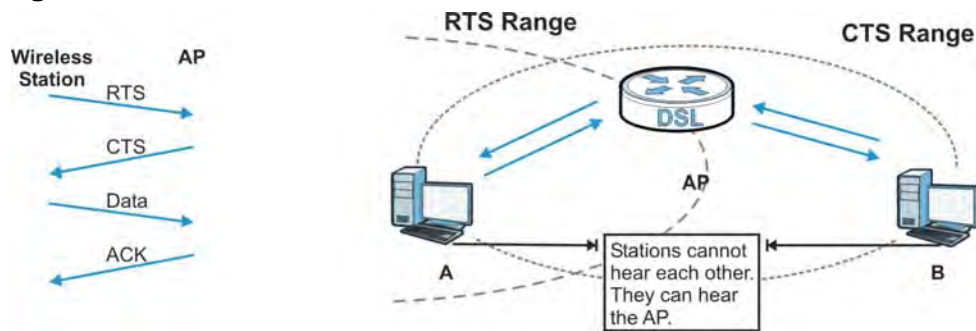 RTS Range
CTS Range
Wireless
Station
AP
RTS
CTS
Data
ACK
DSL
AP
A
B
Stations cannot
hear each other.
They can hear
the AP.